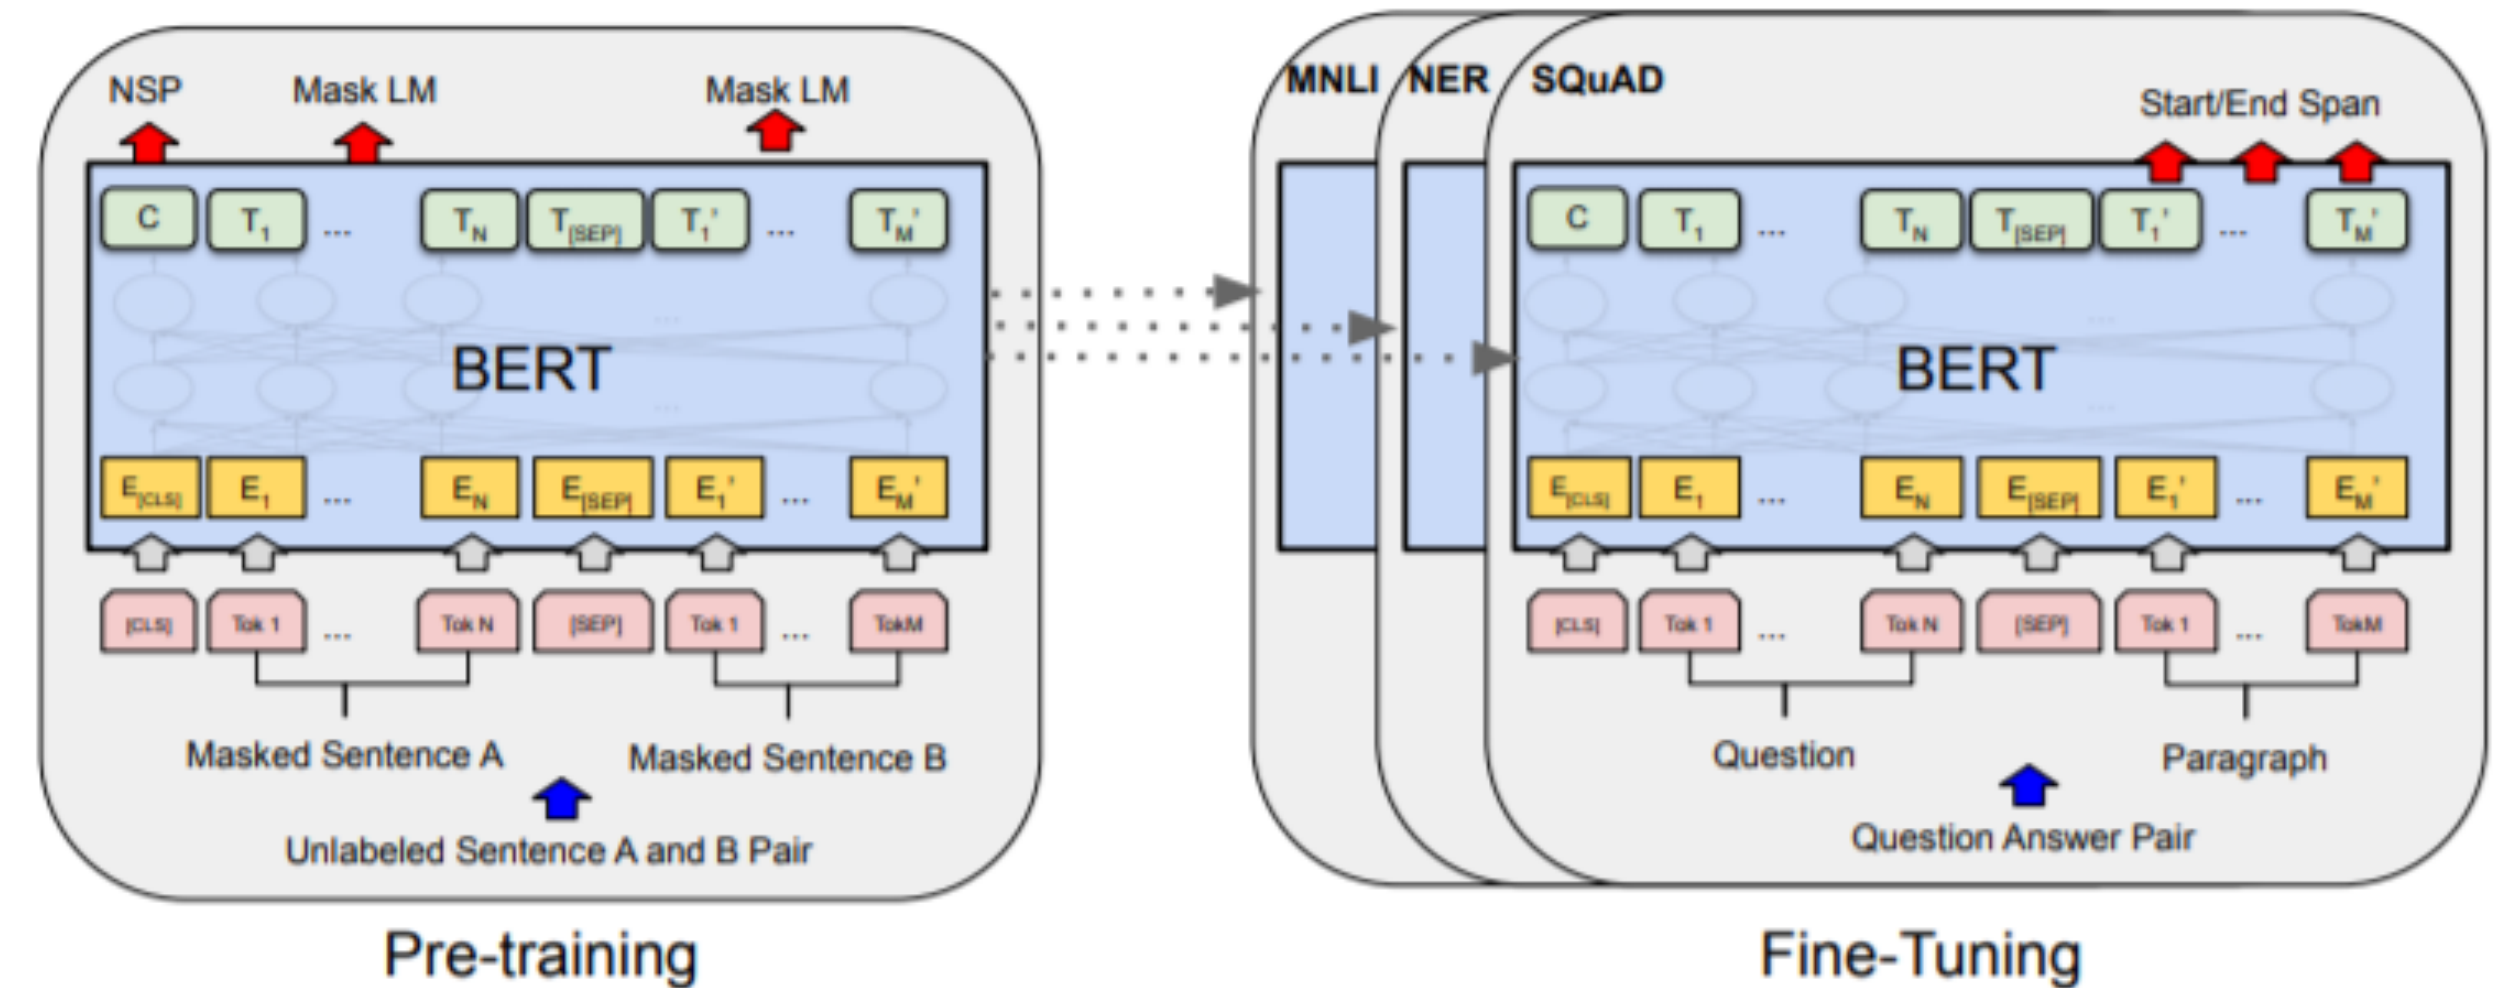 NSP Mask LM Mask LM
C T1 ... TN T[SEP] T1' ... TM'
BERT
E[CLS] E1 ... EN E[SEP] E1' ... EM'
[CLS] Tok 1 ... Tok N [SEP] Tok 1 ... TokM
Masked Sentence A Masked Sentence B
Unlabeled Sentence A and B Pair
Pre-training
MNLI NER SQuAD
Start/End Span
C T1 ... TN T[SEP] T1' ... TM'
BERT
E[CLS] E1 ... EN E[SEP] E1' ... EM'
[CLS] Tok 1 ... Tok N [SEP] Tok 1 ... TokM
Question Paragraph
Question Answer Pair
Fine-Tuning